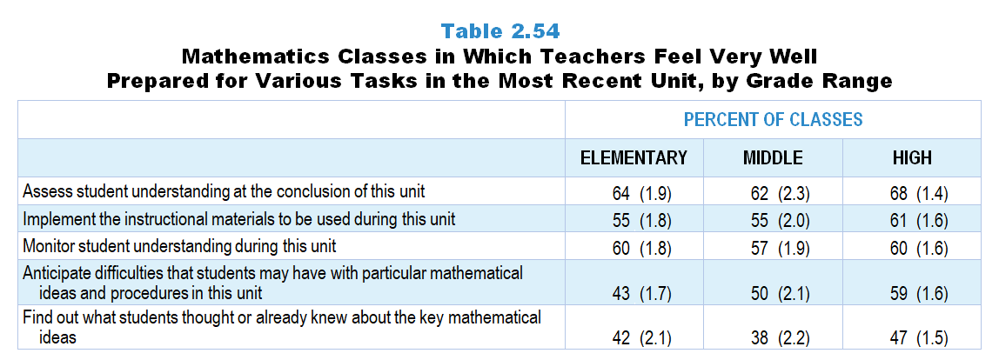 Table 2.54
Mathematics Classes in Which Teachers Feel Very Well
Prepared for Various Tasks in the Most Recent Unit, by Grade Range
PERCENT OF CLASSES
ELEMENTARY MIDDLE HIGH
Assess student understanding at the conclusion of this unit 64 (1.9) 62 (2.3) 68 (1.4)
Implement the instructional materials to be used during this unit 55 (1.8) 55 (2.0) 61 (1.6)
Monitor student understanding during this unit 60 (1.8) 57 (1.9) 60 (1.6)
Anticipate difficulties that students may have with particular mathematical
ideas and procedures in this unit 43 (1.7) 50 (2.1) 59 (1.6)
Find out what students thought or already knew about the key mathematical
ideas 42 (2.1) 38 (2.2) 47 (1.5)